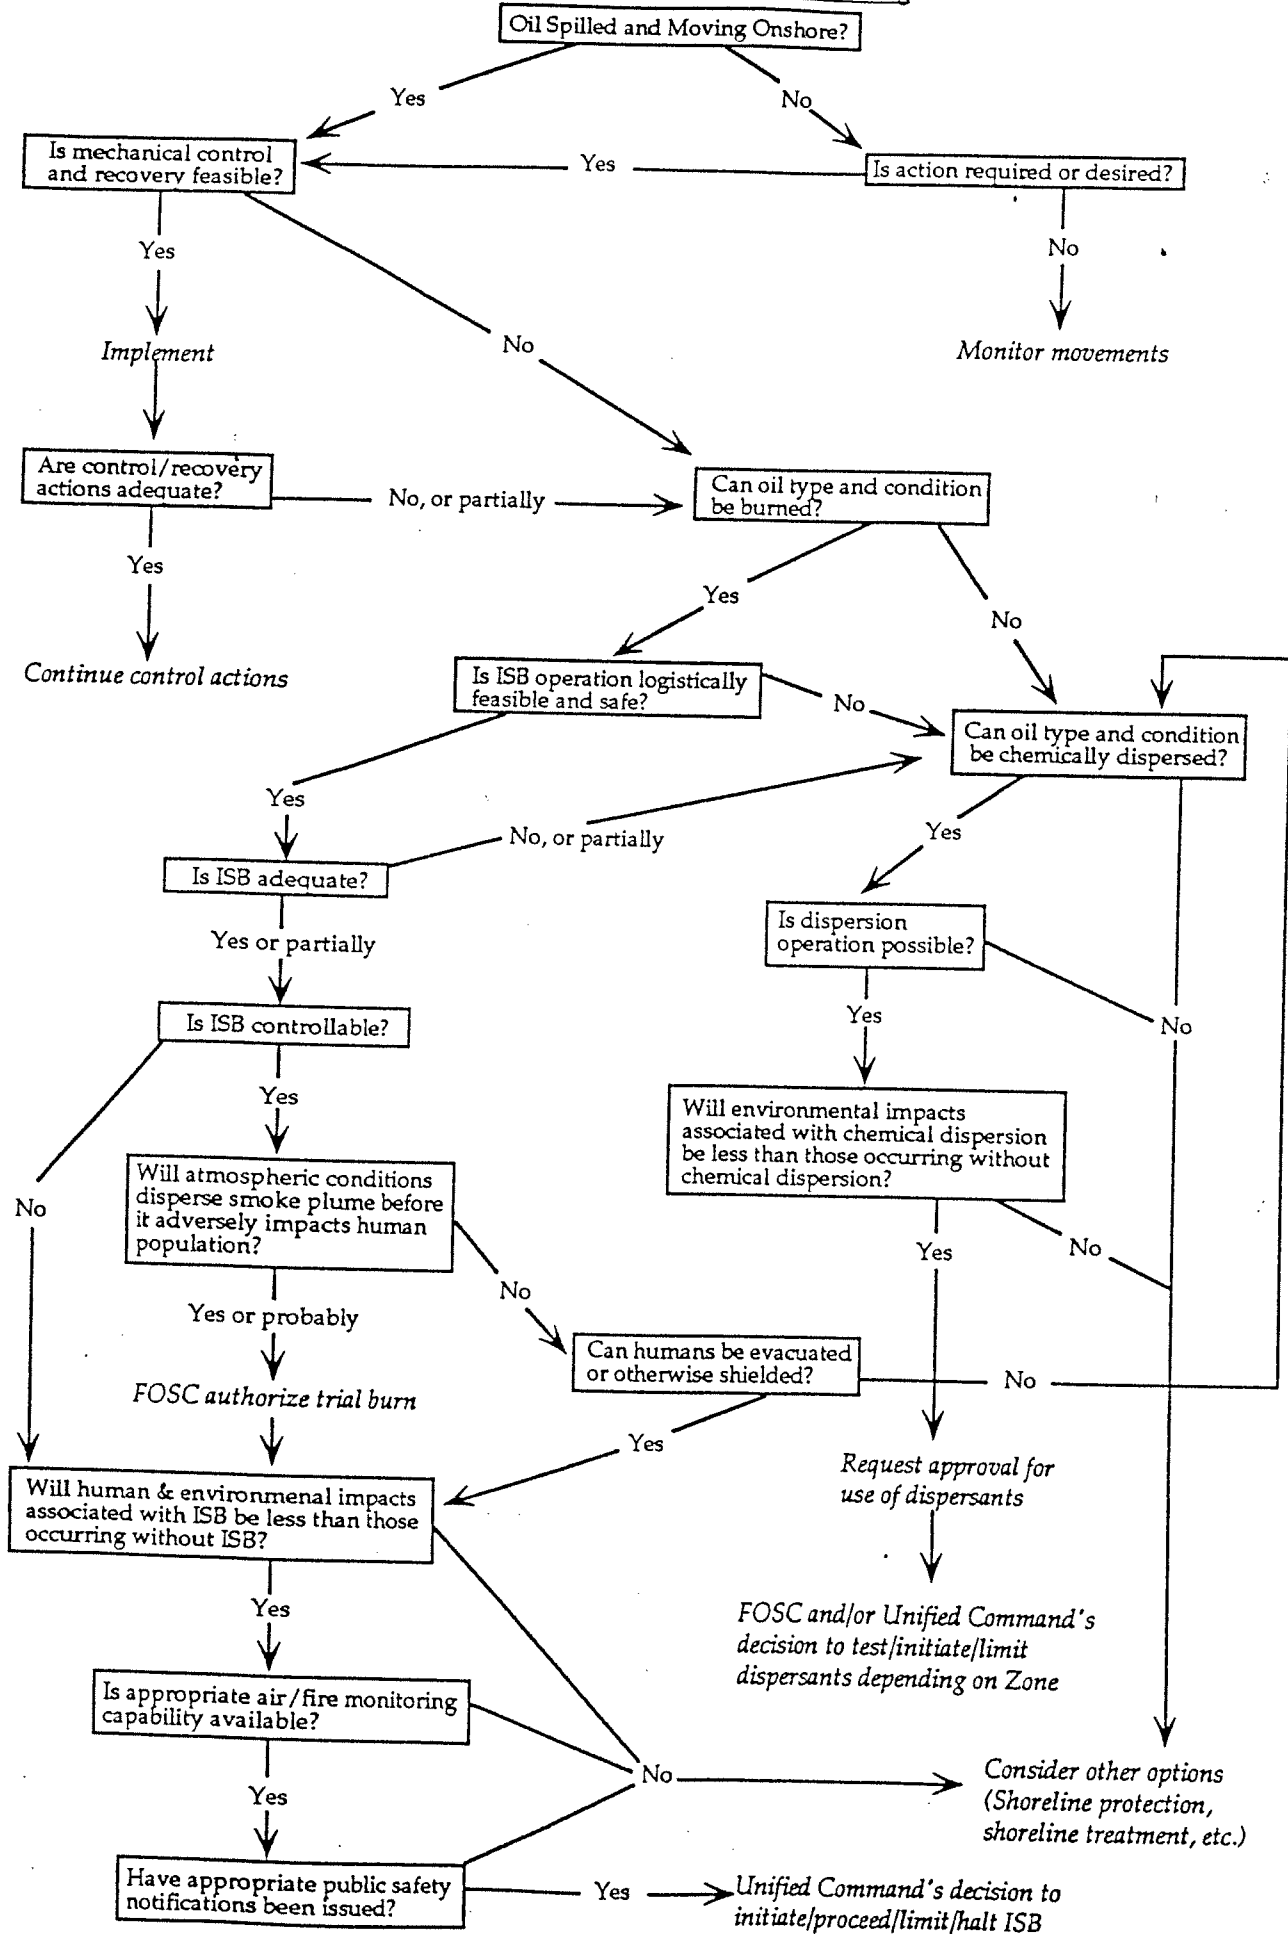 Oil Spilled and Moving Onshore?
Yes
No
Is mechanical control
and recovery feasible?
Yes
Is action required or desired?
Yes
No
Implement
No
Monitor movements
Are control/recovery
actions adequate?
No, or partially
Can oil type and condition
be burned?
Yes
Yes
No
Continue control actions
Is ISB operation logistically
feasible and safe?
No
Can oil type and condition
be chemically dispersed?
Yes
No, or partially
Yes
Is ISB adequate?
Is dispersion
operation possible?
Yes or partially
Yes
No
Is ISB controllable?
Yes
Will environmental impacts
associated with chemical dispersion
be less than those occurring without
chemical dispersion?
No
Will atmospheric conditions
disperse smoke plume before
it adversely impacts human
population?
Yes
No
No
Yes or probably
Can humans be evacuated
or otherwise shielded?
No
FOSC authorize trial burn
Yes
Request approval for
use of dispersants
Will human & environmenal impacts
associated with ISB be less than those
occurring without ISB?
Yes
FOSC and/or Unified Command's
decision to test/initiate/limit
dispersants depending on Zone
Is appropriate air/fire monitoring
capability available?
No
Consider other options
(Shoreline protection,
shoreline treatment, etc.)
Yes
Have appropriate public safety
notifications been issued?
Yes
Unified Command's decision to
initiate/proceed/limit/halt ISB